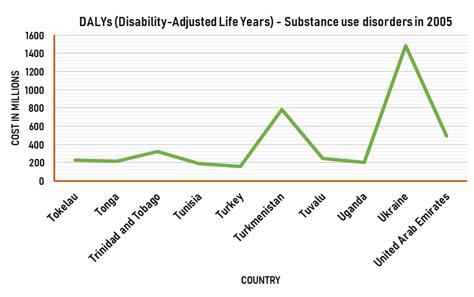 DALYs (Disability-Adjusted Life Years) - Substance use disorders in 2005
COST IN MILLIONS
1600
1400
1200
1000
800
600
400
200
0
Tokelau
Tonga
Trinidad and Tobago
Tunisia
Turkey
Turkmenistan
Tuvalu
Uganda
Ukraine
United Arab Emirates
COUNTRY